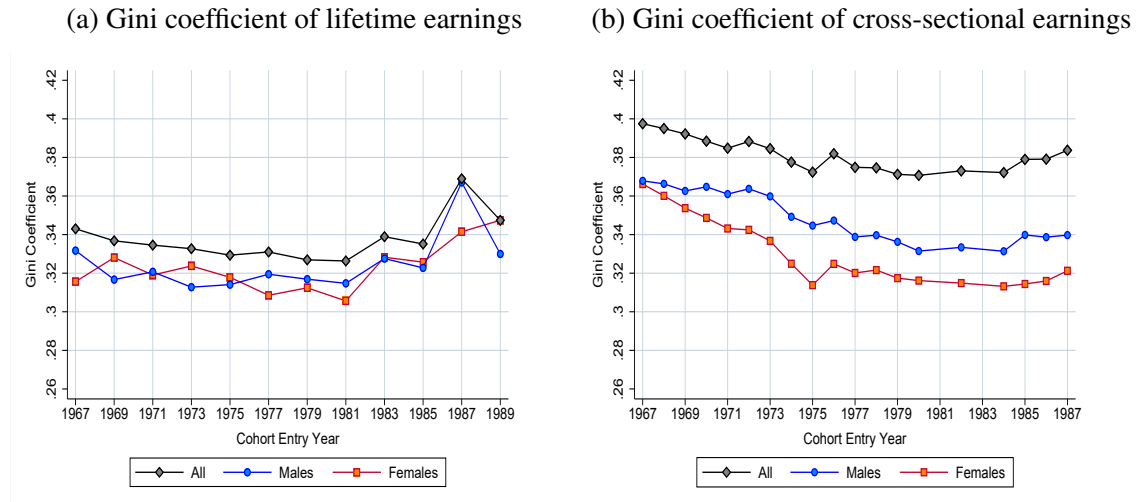 (a) Gini coefficient of lifetime earnings
(b) Gini coefficient of cross-sectional earnings
Gini Coefficient
.42
.4
.38
.36
.34
.32
.3
.28
.26
1967 1969 1971 1973 1975 1977 1979 1981 1983 1985 1987 1989
Cohort Entry Year
All Males Females
Gini Coefficient
.42
.4
.38
.36
.34
.32
.3
.28
.26
1967 1969 1971 1973 1975 1977 1979 1981 1983 1985 1987
Cohort Entry Year
All Males Females